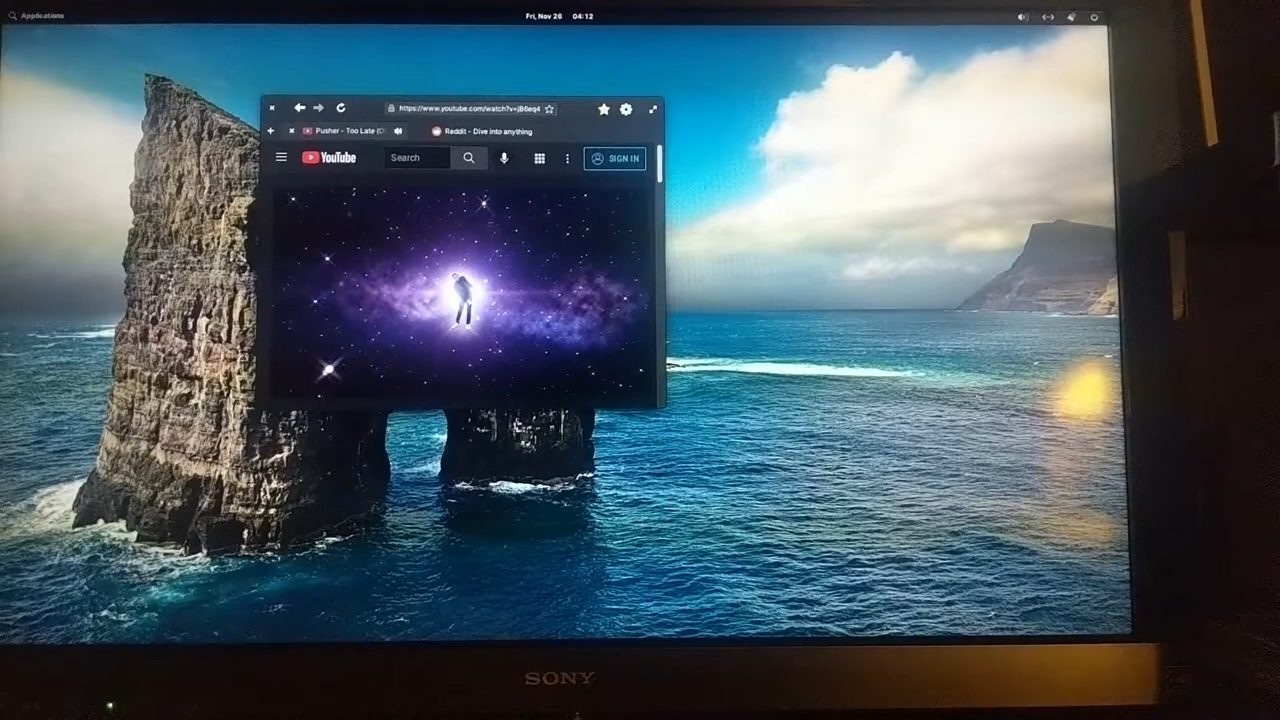 Applications
Fri, Nov 26 04:12
https://www.youtube.com/watch?v=jB6eq4
Pusher - Too Late (O
Reddit - Dive into anything
YouTube
Search
SIGN IN
SONY